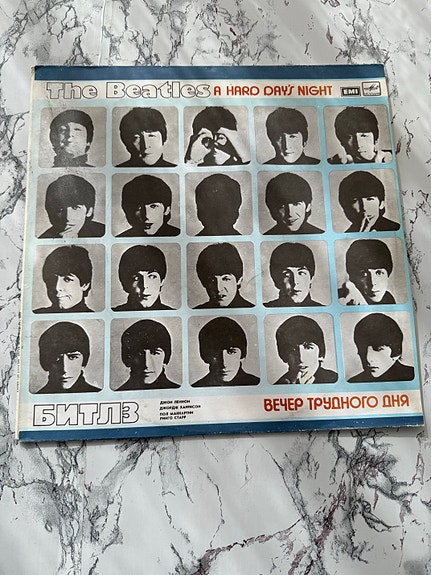 The Beatles A HARD DAY'S NIGHT EMI
БИТЛЗ
ДЖОН ЛЕННОН
ДЖОРДЖ ХАРРИСОН
ПОЛ МАККАРТНИ
РИНГО СТАРР
ВЕЧЕР ТРУДНОГО ДНЯ